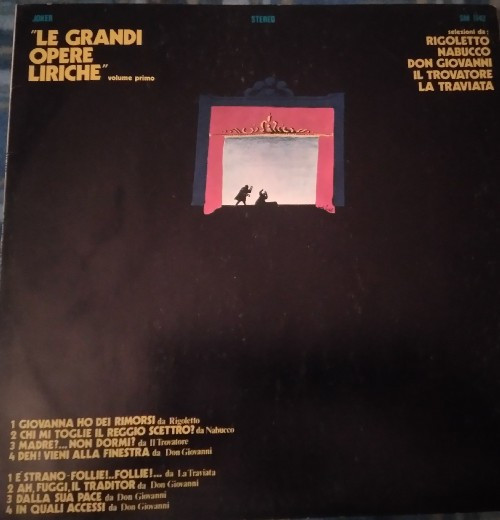 JOKER
STEREO
SM
"LE GRANDI
OPERE
LIRICHE"
volume primo
selezioni da:
RIGOLETTO
NABUCCO
DON GIOVANNI
IL TROVATORE
LA TRAVIATA
1 GIOVANNA HO DEI RIMORSI da Rigoletto
2 CHI MI TOGLIE IL REGGIO SCETTRO? da Nabucco
3 MADRE?... NON DORMI? da Il Trovatore
4 DEH! VIENI ALLA FINESTRA da Don Giovanni
1 È STRANO-FOLLIE!..FOLLIE!... da La Traviata
2 AH, FUGGI, IL TRADITOR da Don Giovanni
3 DALLA SUA PACE da Don Giovanni
4 IN QUALI ACCESSI da Don Giovanni